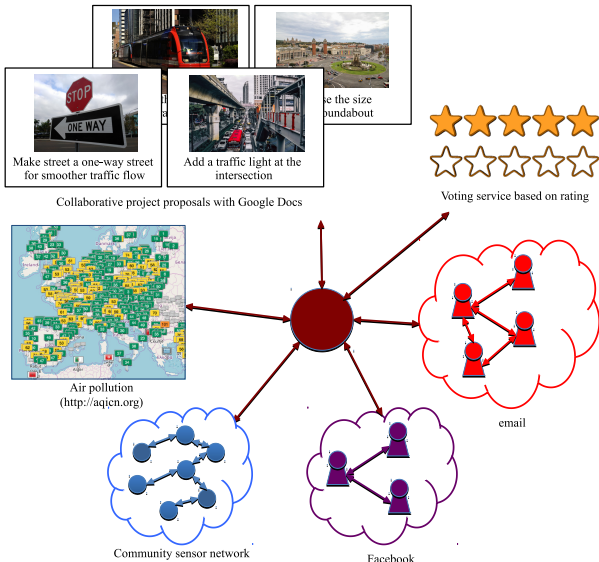 se the size
undabout
STOP
ONE WAY
Make street a one-way street
for smoother traffic flow
Add a traffic light at the
intersection
Collaborative project proposals with Google Docs
Voting service based on rating
Air pollution
(http://aqicn.org)
email
Community sensor network
Facebook